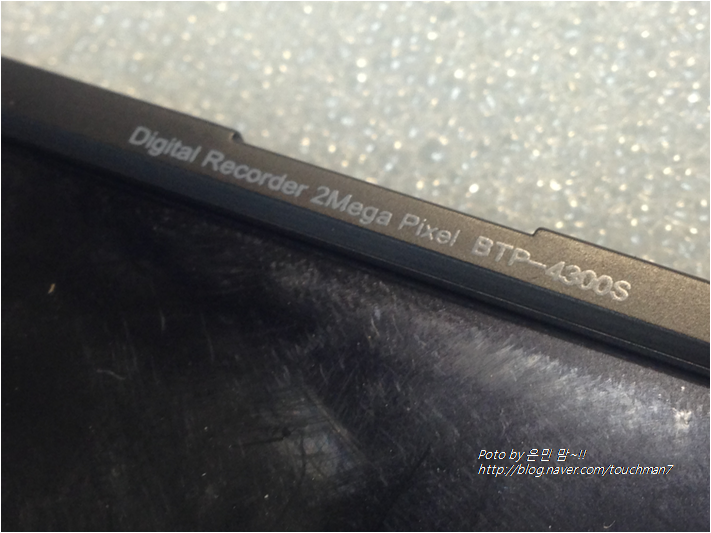 Digital Recorder 2Mega Pixel BTP-4300S
Poto by 은민 맘~!!
http://blog.naver.com/touchman7